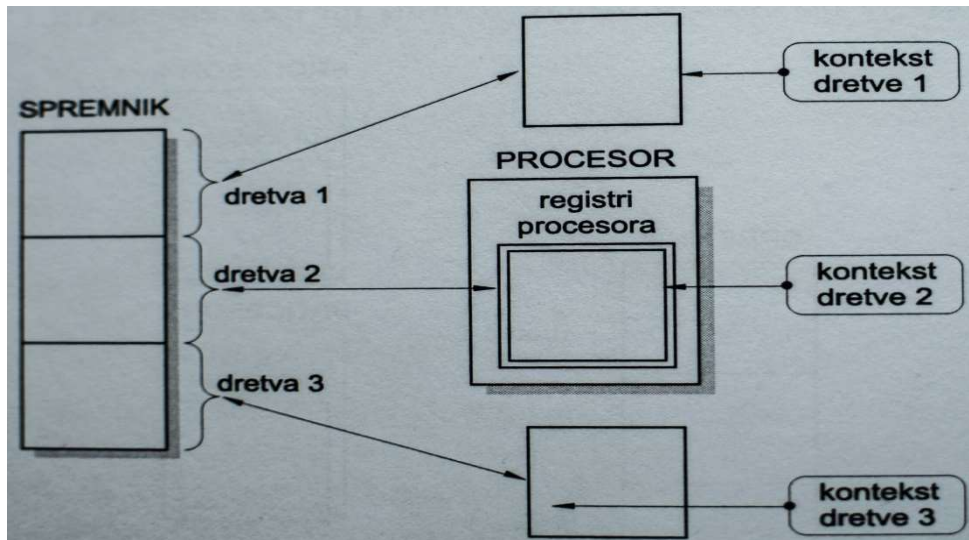 SPREMNIK
dretva 1
dretva 2
dretva 3
PROCESOR
registri
procesora
kontekst
dretve 1
kontekst
dretve 2
kontekst
dretve 3